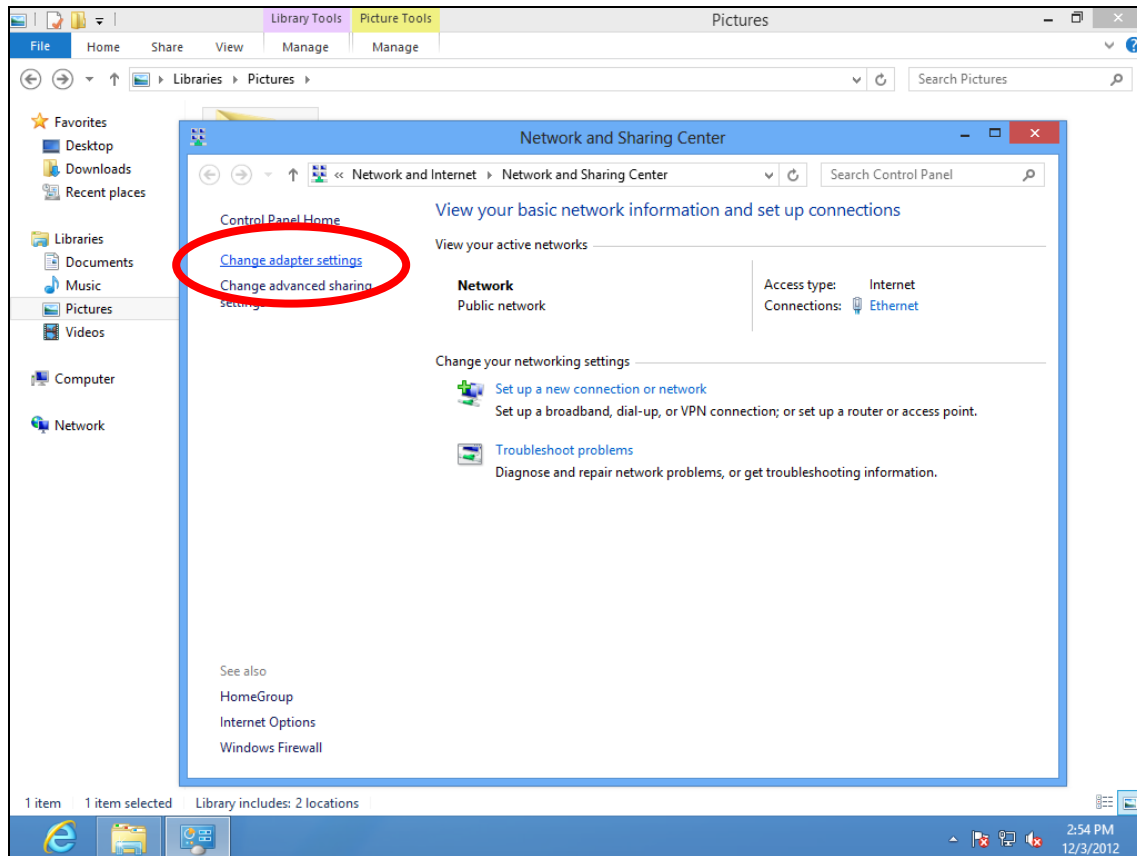 Library Tools Picture Tools Pictures
File Home Share View Manage Manage
Libraries Pictures Search Pictures
Favorites
Desktop
Downloads
Recent places
Libraries
Documents
Music
Pictures
Videos
Computer
Network
Network and Sharing Center
« Network and Internet Network and Sharing Center Search Control Panel
Control Panel Home
Change adapter settings
Change advanced sharing
settings
View your basic network information and set up connections
View your active networks
Network
Public network
Access type: Internet
Connections: Ethernet
Change your networking settings
Set up a new connection or network
Set up a broadband, dial-up, or VPN connection; or set up a router or access point.
Troubleshoot problems
Diagnose and repair network problems, or get troubleshooting information.
See also
HomeGroup
Internet Options
Windows Firewall
1 item 1 item selected Library includes: 2 locations
2:54 PM
12/3/2012